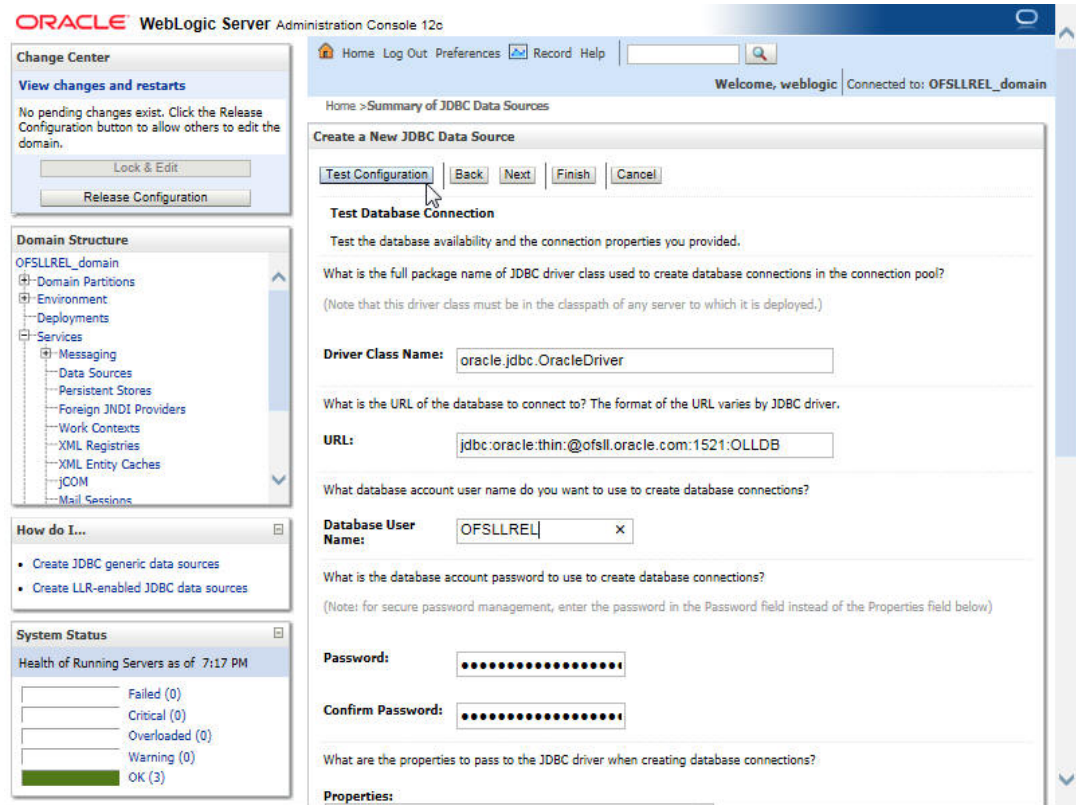 ORACLE WebLogic Server Administration Console 12c
Change Center
View changes and restarts
No pending changes exist. Click the Release
Configuration button to allow others to edit the
domain.
Lock & Edit
Release Configuration
Domain Structure
OFSLLREL_domain
Domain Partitions
Environment
Deployments
Services
Messaging
Data Sources
Persistent Stores
Foreign JNDI Providers
Work Contexts
XML Registries
XML Entity Caches
jCOM
Mail Sessions
How do I...
Create JDBC generic data sources
Create LLR-enabled JDBC data sources
System Status
Health of Running Servers as of 7:17 PM
Failed (0)
Critical (0)
Overloaded (0)
Warning (0)
OK (3)
Home Log Out Preferences Record Help
Welcome, weblogic Connected to: OFSLLREL_domain
Home >Summary of JDBC Data Sources
Create a New JDBC Data Source
Test Configuration Back Next Finish Cancel
Test Database Connection
Test the database availability and the connection properties you provided.
What is the full package name of JDBC driver class used to create database connections in the connection pool?
(Note that this driver class must be in the classpath of any server to which it is deployed.)
Driver Class Name: oracle.jdbc.OracleDriver
What is the URL of the database to connect to? The format of the URL varies by JDBC driver.
URL: jdbc:oracle:thin:@ofsll.oracle.com:1521:OLLDB
What database account user name do you want to use to create database connections?
Database User
Name: OFSLLREL
What is the database account password to use to create database connections?
(Note: for secure password management, enter the password in the Password field instead of the Properties field below)
Password:
Confirm Password:
What are the properties to pass to the JDBC driver when creating database connections?
Properties: